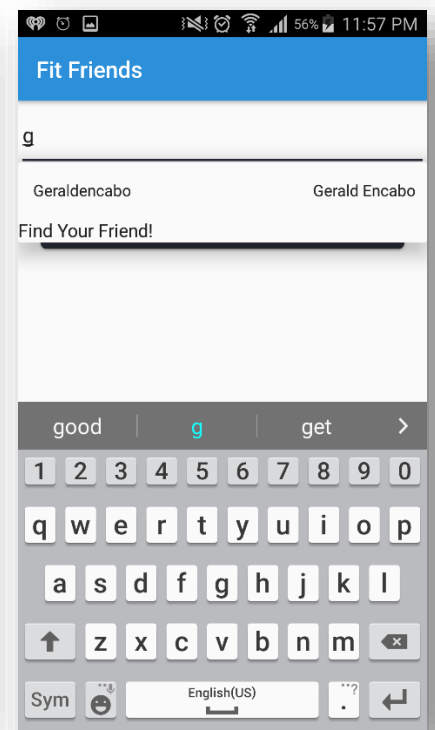 56% 11:57 PM
Fit Friends
g
Geraldencabo Gerald Encabo
Find Your Friend!
good g get >
1 2 3 4 5 6 7 8 9 0
q w e r t y u i o p
a s d f g h j k l
z x c v b n m
Sym English(US) . ...?